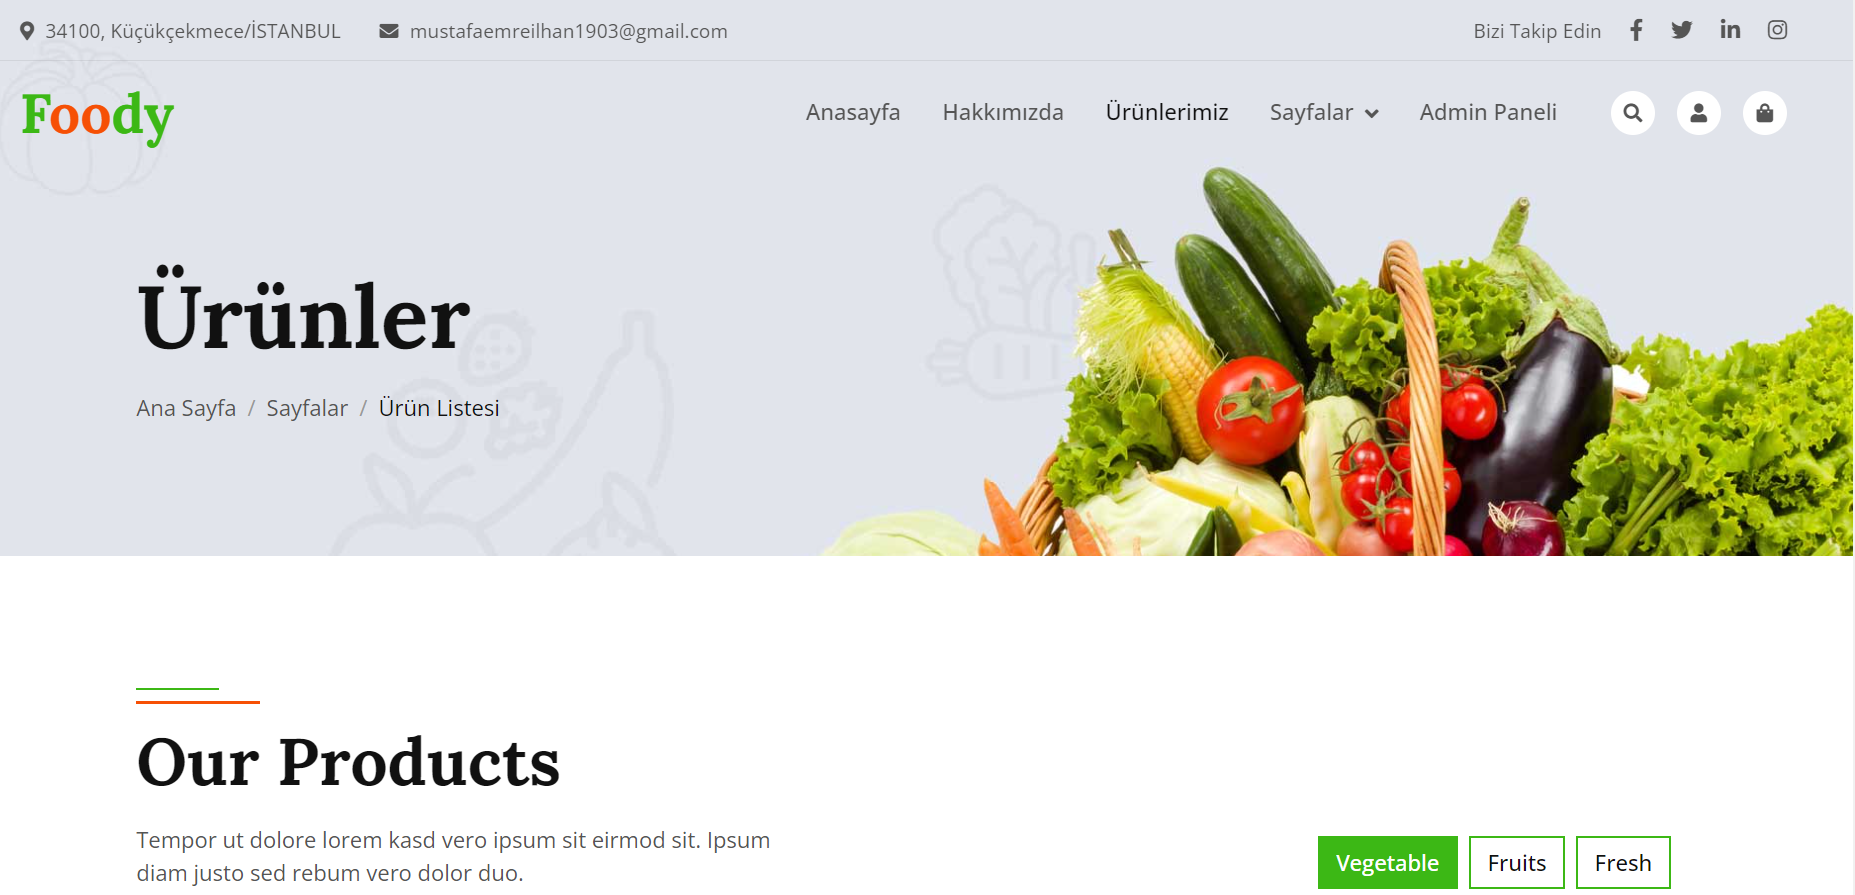 34100, Küçükçekmece/İSTANBUL mustafaemreilhan1903@gmail.com Bizi Takip Edin
Foody Anasayfa Hakkımızda Ürünlerimiz Sayfalar Admin Paneli
Ürünler
Ana Sayfa / Sayfalar / Ürün Listesi
Our Products
Tempor ut dolore lorem kasd vero ipsum sit eirmod sit. Ipsum
diam justo sed rebum vero dolor duo.
Vegetable Fruits Fresh